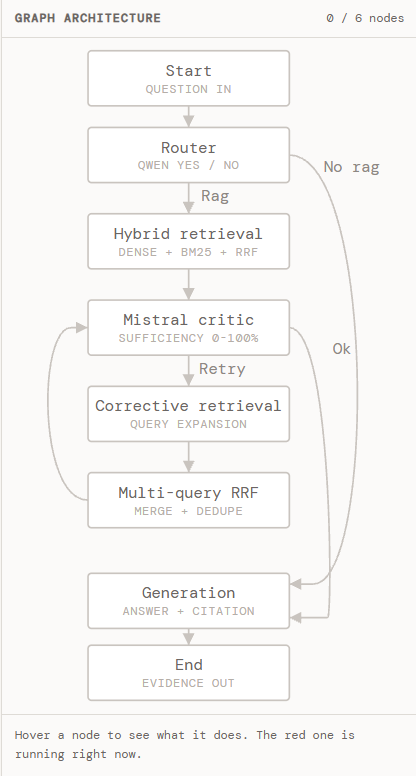 GRAPH ARCHITECTURE
0 / 6 nodes
Start
QUESTION IN
Router
QWEN YES / NO
No rag
Rag
Hybrid retrieval
DENSE + BM25 + RRF
Mistral critic
SUFFICIENCY 0-100%
Ok
Retry
Corrective retrieval
QUERY EXPANSION
Multi-query RRF
MERGE + DEDUPE
Generation
ANSWER + CITATION
End
EVIDENCE OUT
Hover a node to see what it does. The red one is
running right now.